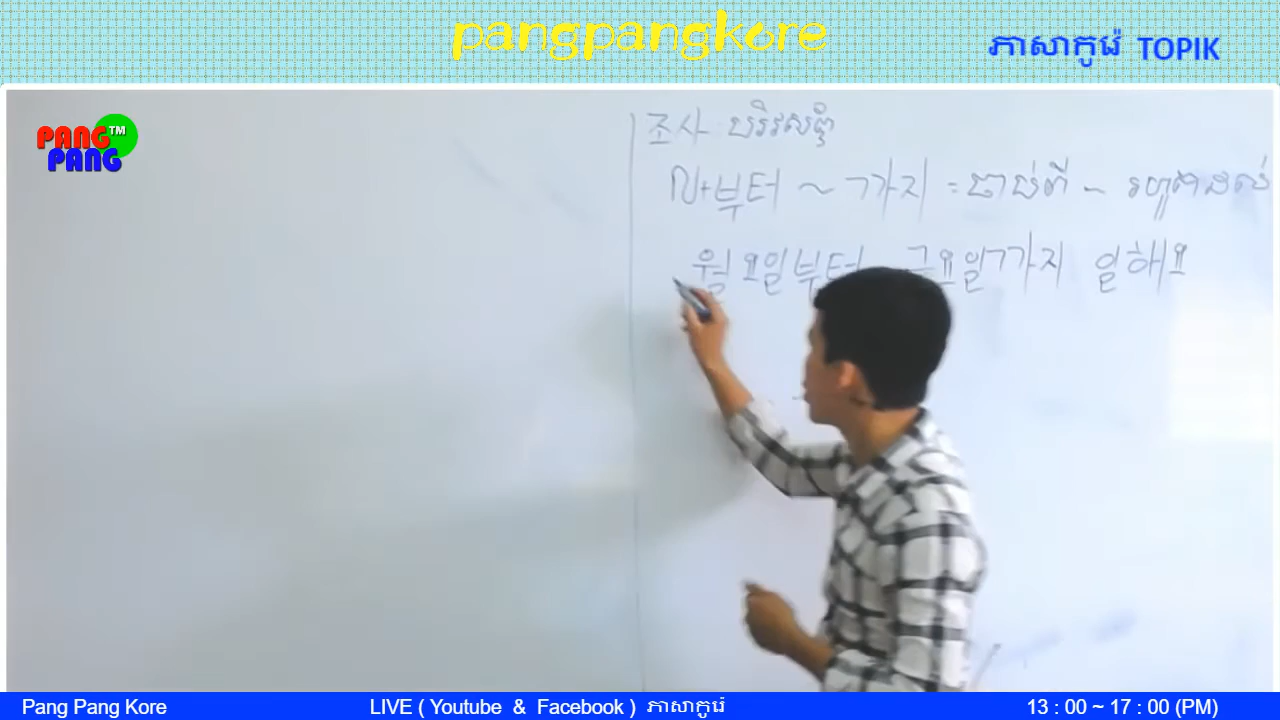 pangpangkore
ភាសាកូរ៉េ TOPIK
PANG™
PANG
조사
N+부터 ~ 까지 = ចាប់ពី ~ រហូតដល់
월요일부터 금요일까지 일해요
Pang Pang Kore
LIVE ( Youtube & Facebook ) ភាសាកូរ៉េ
13 : 00 ~ 17 : 00 (PM)